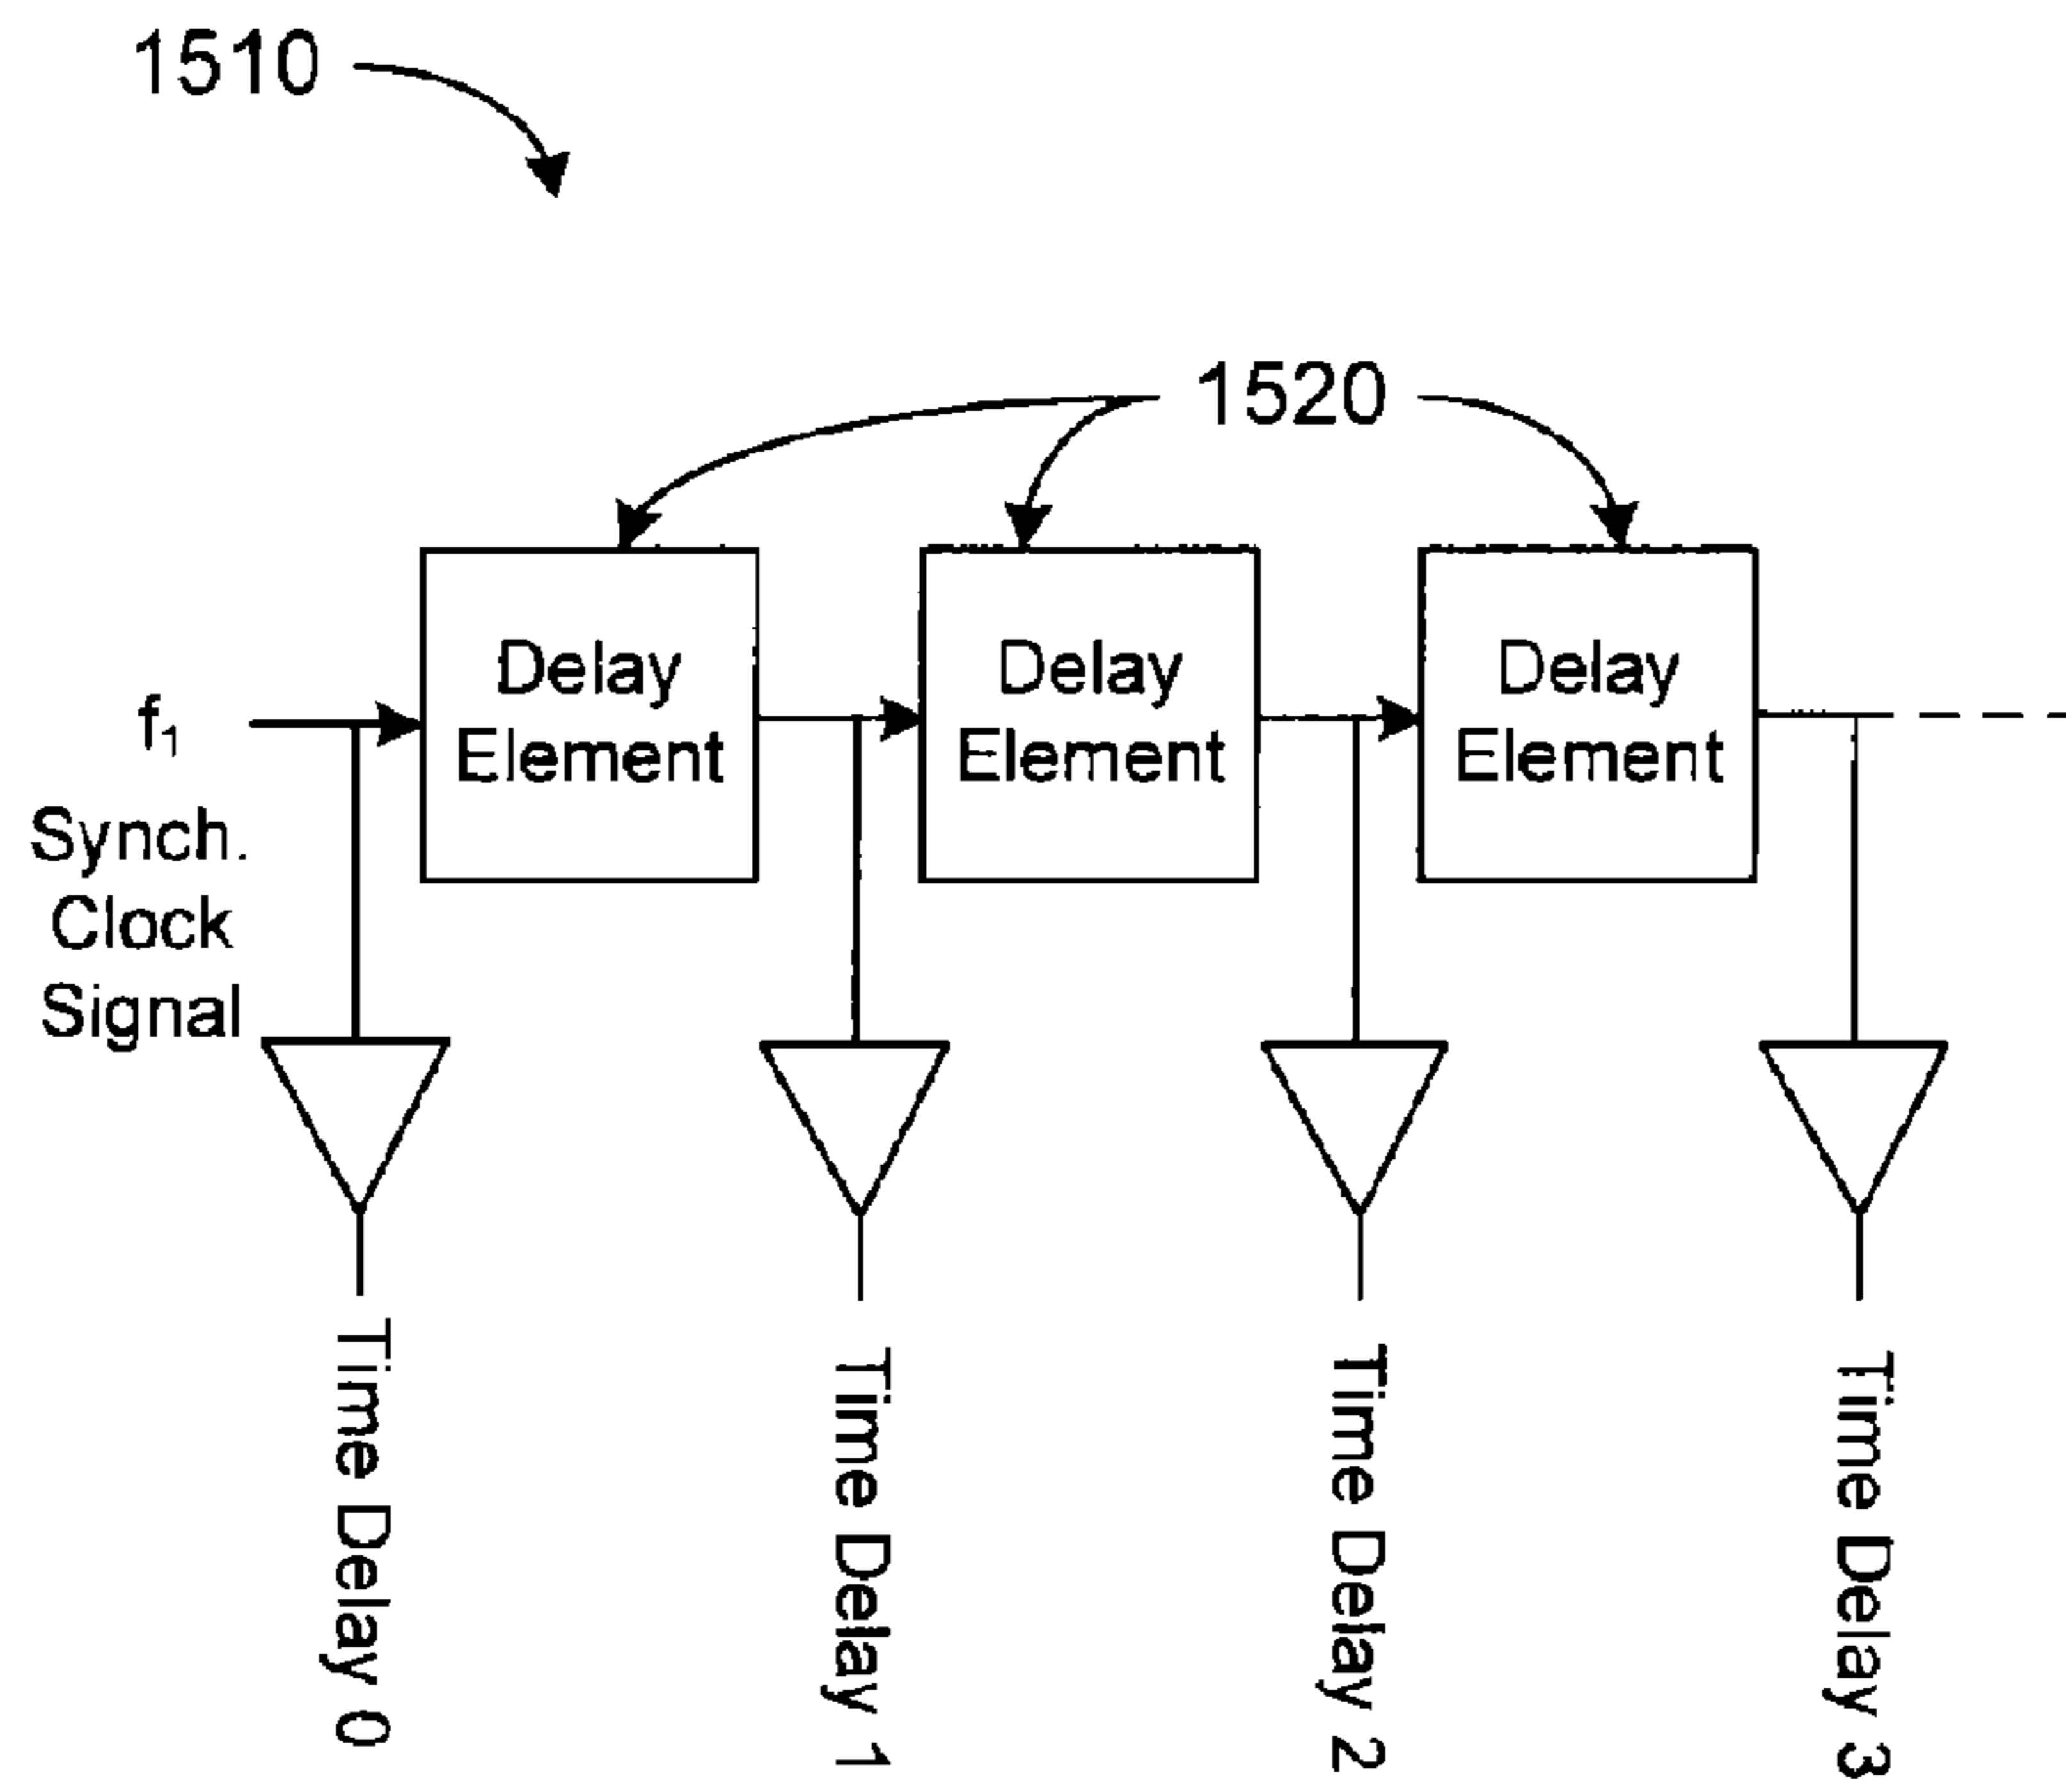 1510
1520
Delay
Element
Delay
Element
Delay
Element
f₁
Synch.
Clock
Signal
Time Delay 0
Time Delay 1
Time Delay 2
Time Delay 3